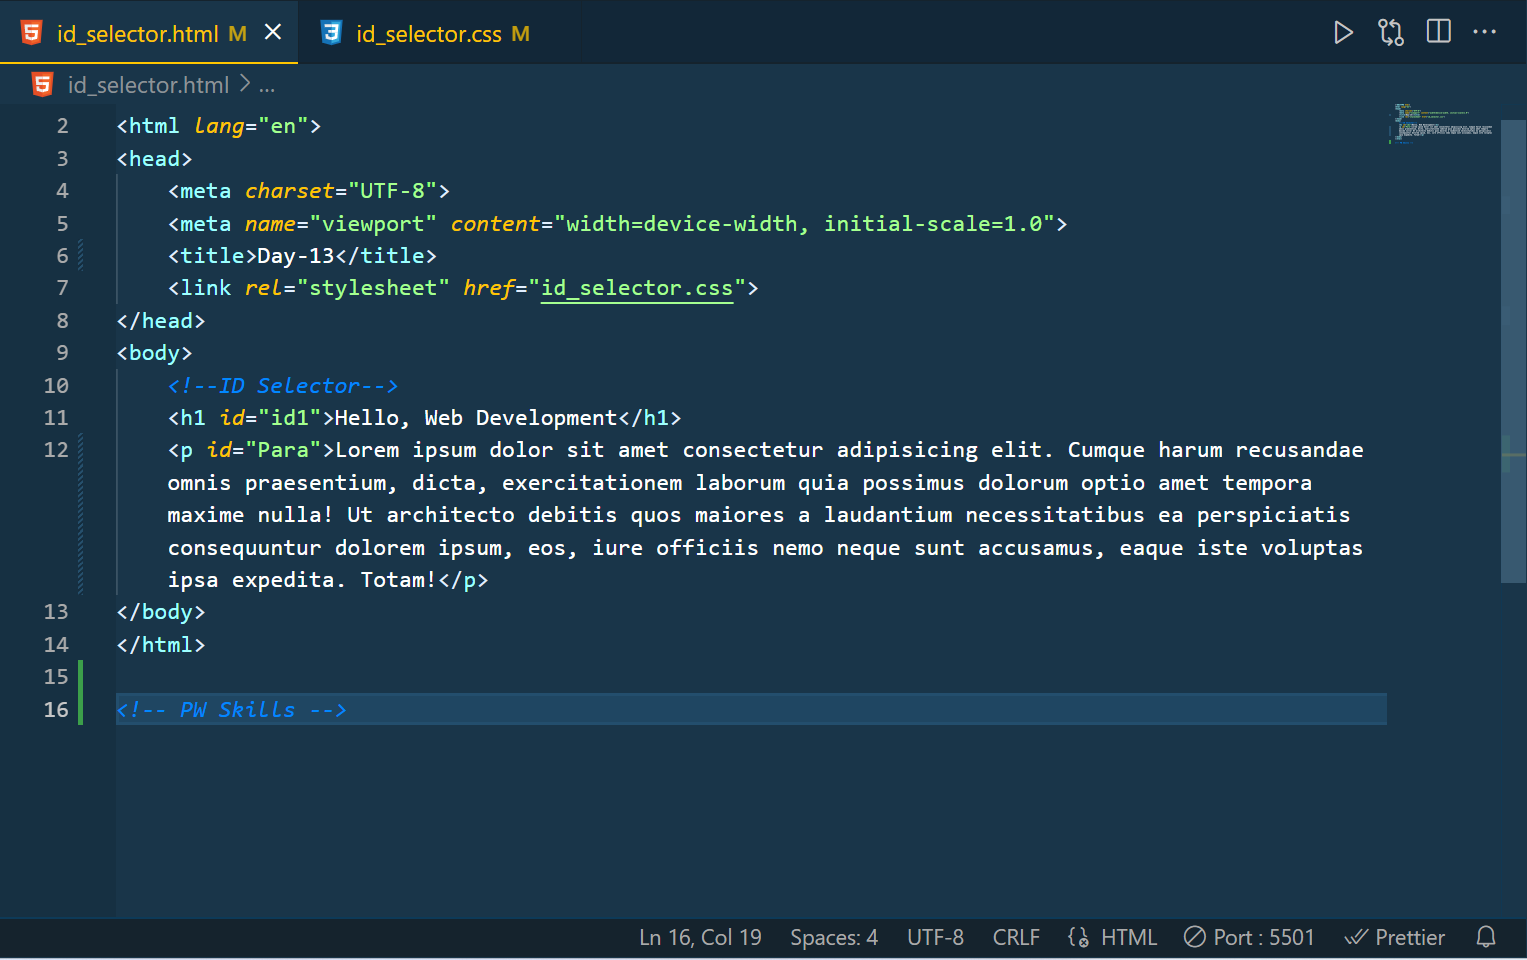 id_selector.html M
id_selector.css M
id_selector.html > ...
2 <html lang="en">
3 <head>
4 <meta charset="UTF-8">
5 <meta name="viewport" content="width=device-width, initial-scale=1.0">
6 <title>Day-13</title>
7 <link rel="stylesheet" href="id_selector.css">
8 </head>
9 <body>
10 <!--ID Selector-->
11 <h1 id="id1">Hello, Web Development</h1>
12 <p id="Para">Lorem ipsum dolor sit amet consectetur adipisicing elit. Cumque harum recusandae
omnis praesentium, dicta, exercitationem laborum quia possimus dolorum optio amet tempora
maxime nulla! Ut architecto debitis quos maiores a laudantium necessitatibus ea perspiciatis
consequuntur dolorem ipsum, eos, iure officiis nemo neque sunt accusamus, eaque iste voluptas
ipsa expedita. Totam!</p>
13 </body>
14 </html>
15
16 <!-- PW Skills -->
Ln 16, Col 19 Spaces: 4 UTF-8 CRLF HTML Port : 5501 Prettier